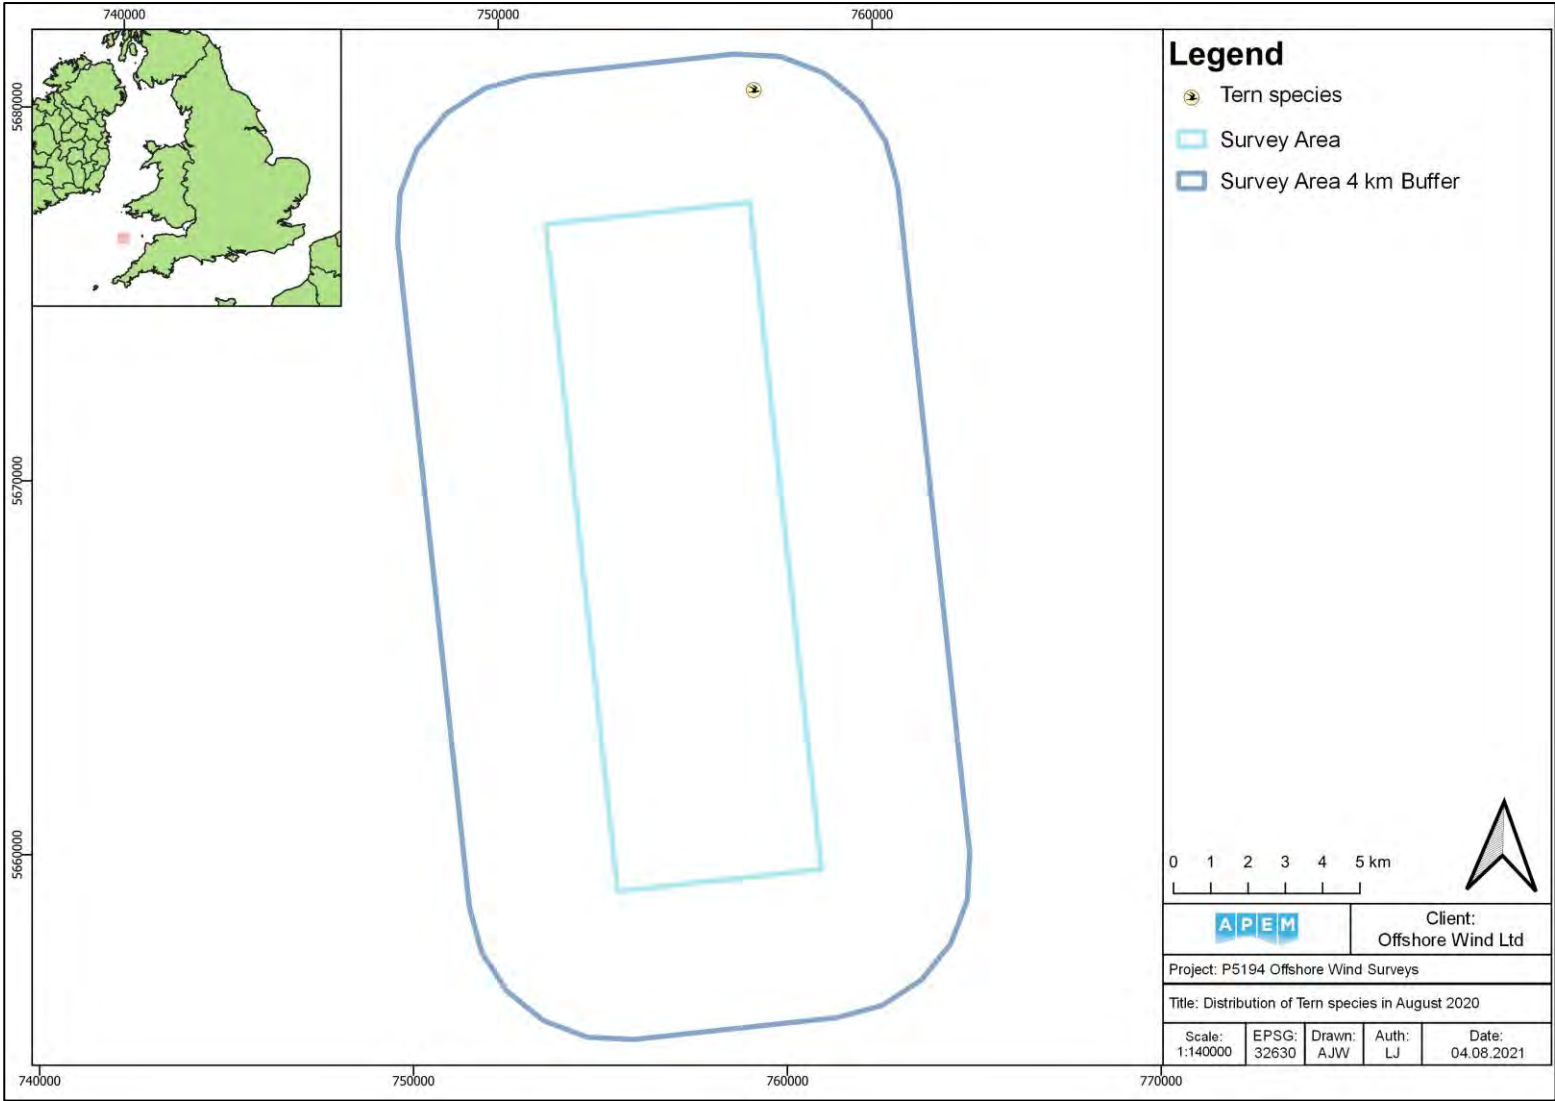 740000
750000
760000
5680000
5670000
5660000
740000
750000
760000
770000
Legend
Tern species
Survey Area
Survey Area 4 km Buffer
0 1 2 3 4 5 km
APEM
Client:
Offshore Wind Ltd
Project: P5194 Offshore Wind Surveys
Title: Distribution of Tern species in August 2020
Scale:
1:140000
EPSG:
32630
Drawn:
AJW
Auth:
LJ
Date:
04.08.2021